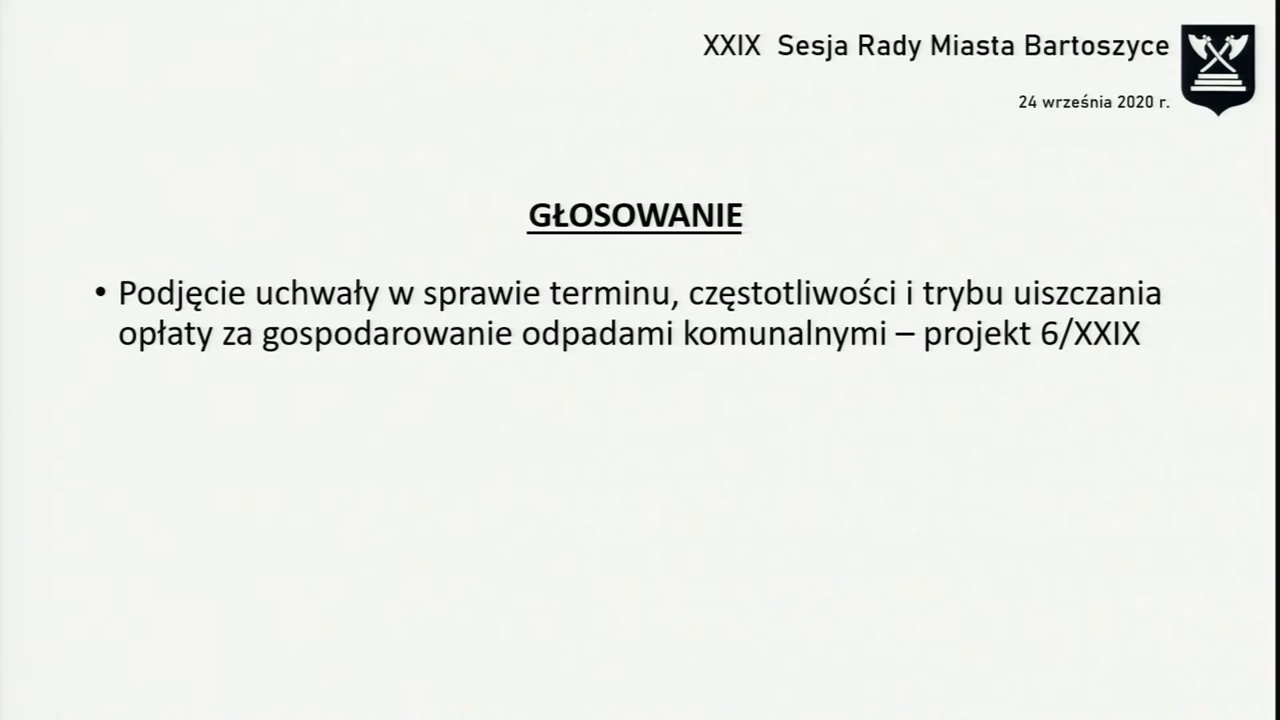 XXIX Sesja Rady Miasta Bartoszyce
24 września 2020 r.
GŁOSOWANIE
• Podjęcie uchwały w sprawie terminu, częstotliwości i trybu uiszczania
opłaty za gospodarowanie odpadami komunalnymi – projekt 6/XXIX